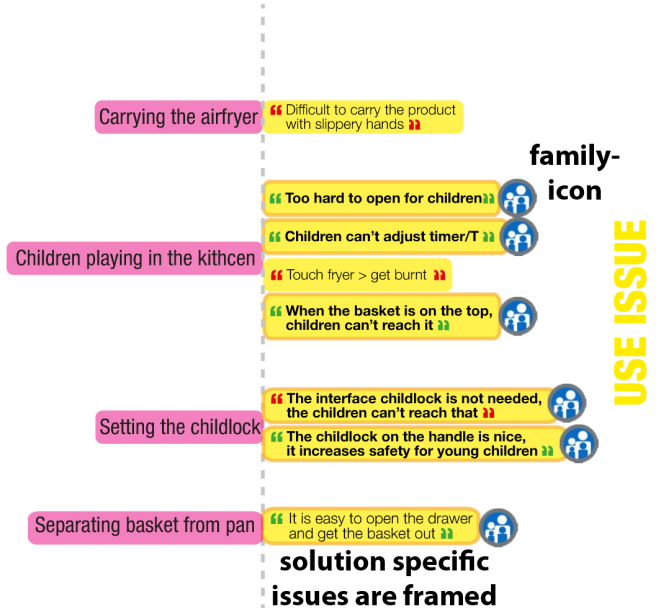 Carrying the airfryer
“ Difficult to carry the product
with slippery hands ”
family-
icon
“ Too hard to open for children”
“ Children can't adjust timer/T ”
Children playing in the kithcen
“ Touch fryer > get burnt ”
“ When the basket is on the top,
children can't reach it ”
USE ISSUE
“ The interface childlock is not needed,
the children can't reach that ”
Setting the childlock
“ The childlock on the handle is nice,
it increases safety for young children ”
Separating basket from pan
“ It is easy to open the drawer
and get the basket out ”
solution specific
issues are framed